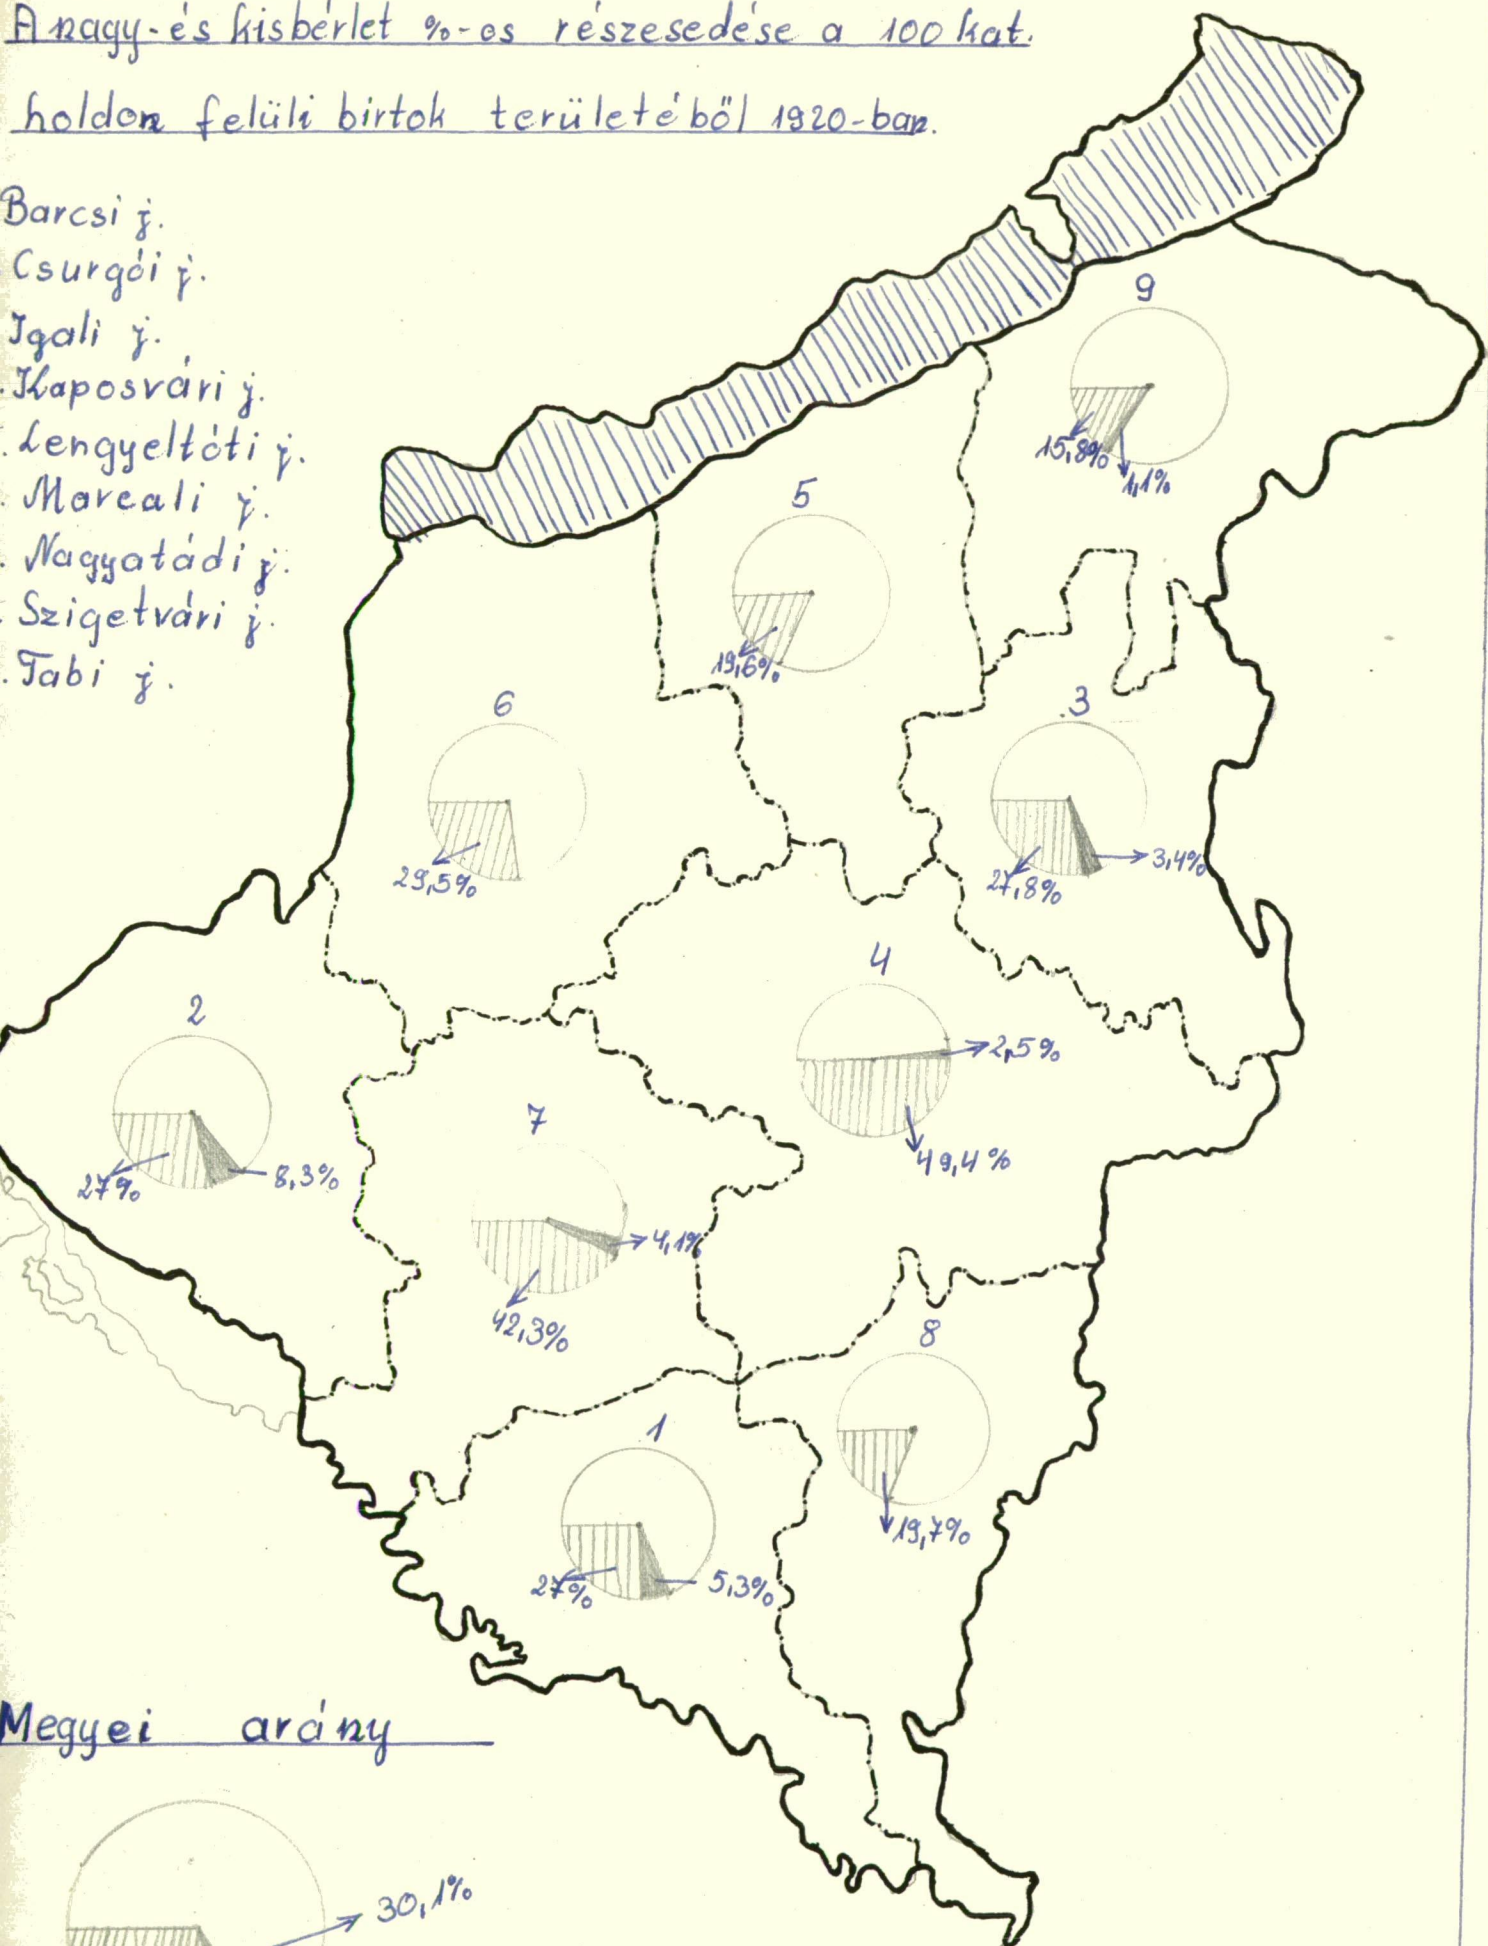 A nagy- és kisbérlet %-os részesedése a 100 kat.
holdon felüli birtok területéből 1920-ban.
Barcsi j.
Csurgói j.
Igali j.
. Kaposvári j.
. Lengyeltóti j.
. Marcali j.
. Nagyatádi j.
. Szigetvári j.
. Tabi j.
9
15,8%
1,1%
5
19,6%
6
29,5%
3
3,4%
27,8%
4
2,5%
49,4%
2
8,3%
27%
7
4,1%
42,3%
8
19,7%
1
5,3%
27%
Megyei arány
30,1%